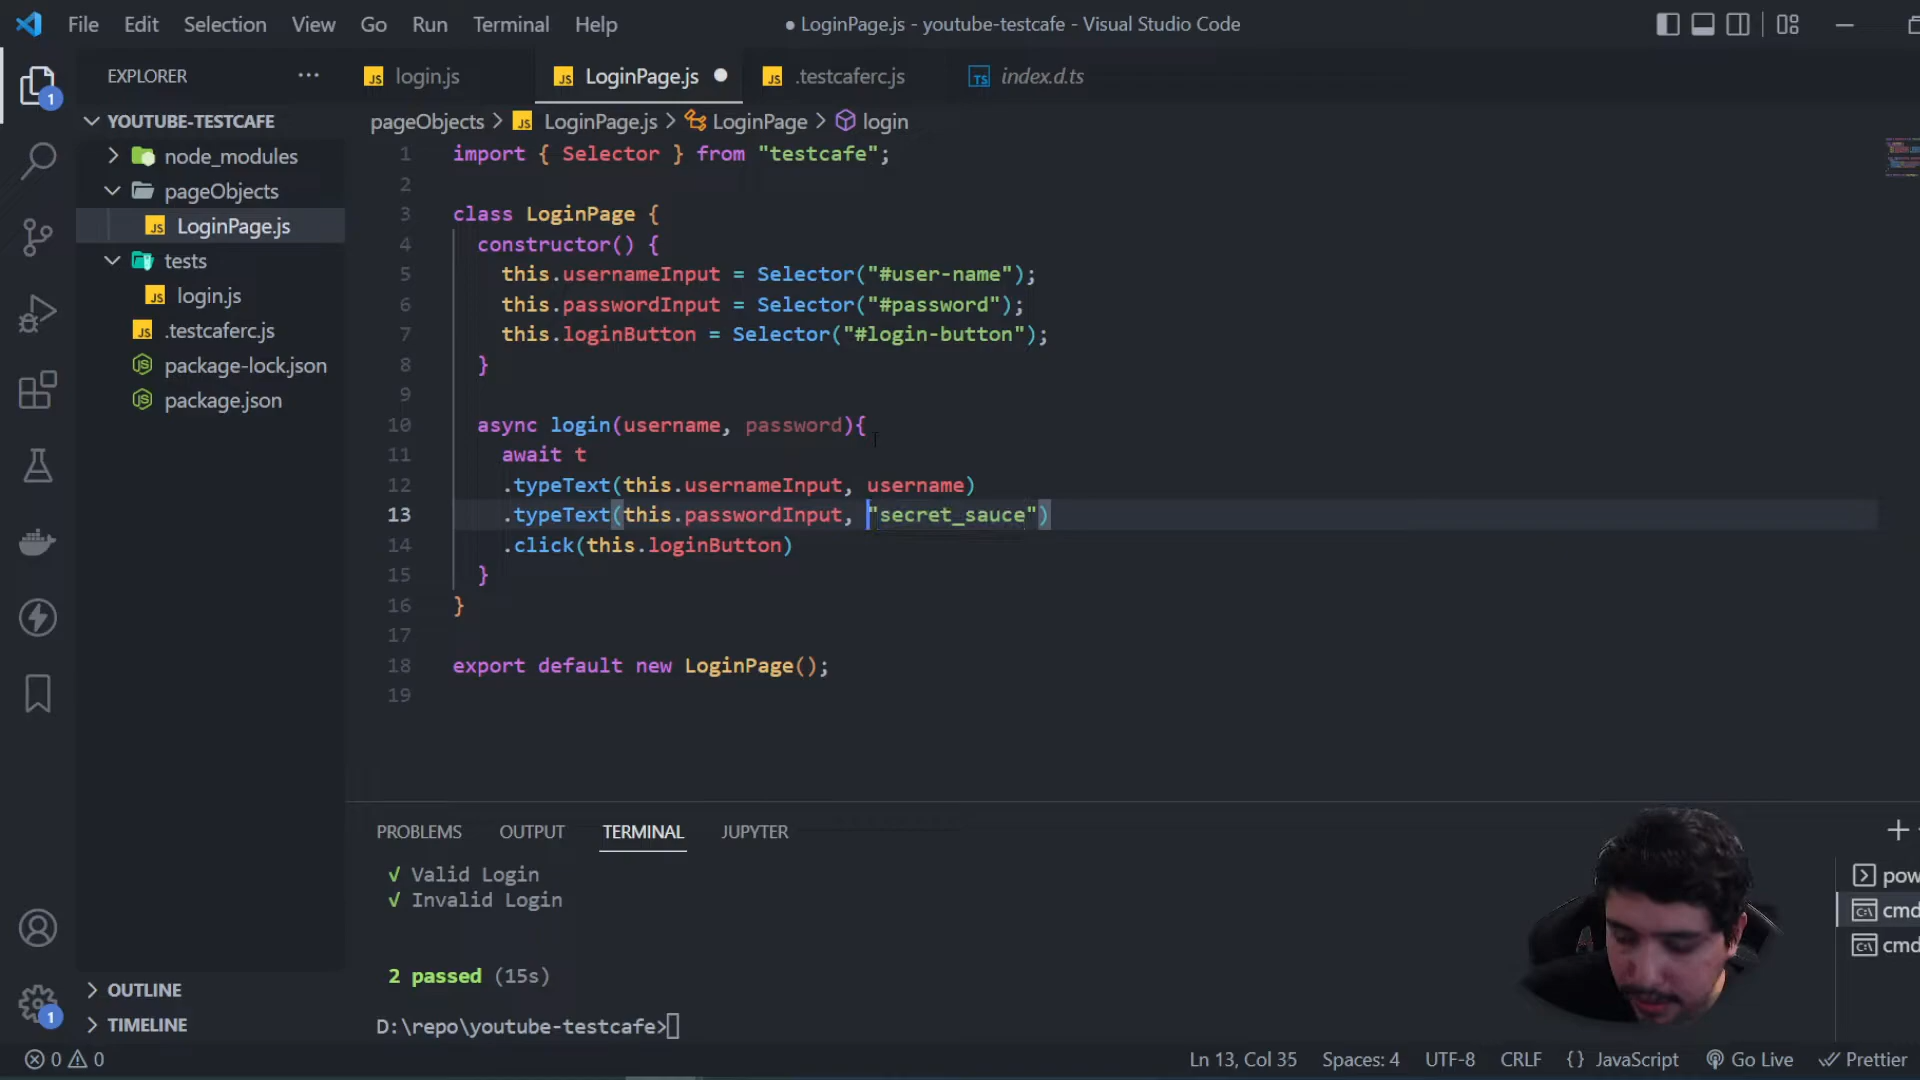 File Edit Selection View Go Run Terminal Help
● LoginPage.js - youtube-testcafe - Visual Studio Code
EXPLORER ...
login.js
LoginPage.js
.testcaferc.js
index.d.ts
1
YOUTUBE-TESTCAFE
node_modules
pageObjects
LoginPage.js
tests
login.js
.testcaferc.js
package-lock.json
package.json
pageObjects > LoginPage.js > LoginPage > login
1 import { Selector } from "testcafe";
2
3 class LoginPage {
4 constructor() {
5 this.usernameInput = Selector("#user-name");
6 this.passwordInput = Selector("#password");
7 this.loginButton = Selector("#login-button");
8 }
9
10 async login(username, password){
11 await t
12 .typeText(this.usernameInput, username)
13 .typeText(this.passwordInput, "secret_sauce")
14 .click(this.loginButton)
15 }
16 }
17
18 export default new LoginPage();
19
PROBLEMS OUTPUT TERMINAL JUPYTER
√ Valid Login
√ Invalid Login
2 passed (15s)
D:\repo\youtube-testcafe>
pow
cmd
cmd
OUTLINE
TIMELINE
1
0 0
Ln 13, Col 35 Spaces: 4 UTF-8 CRLF {} JavaScript Go Live Prettier